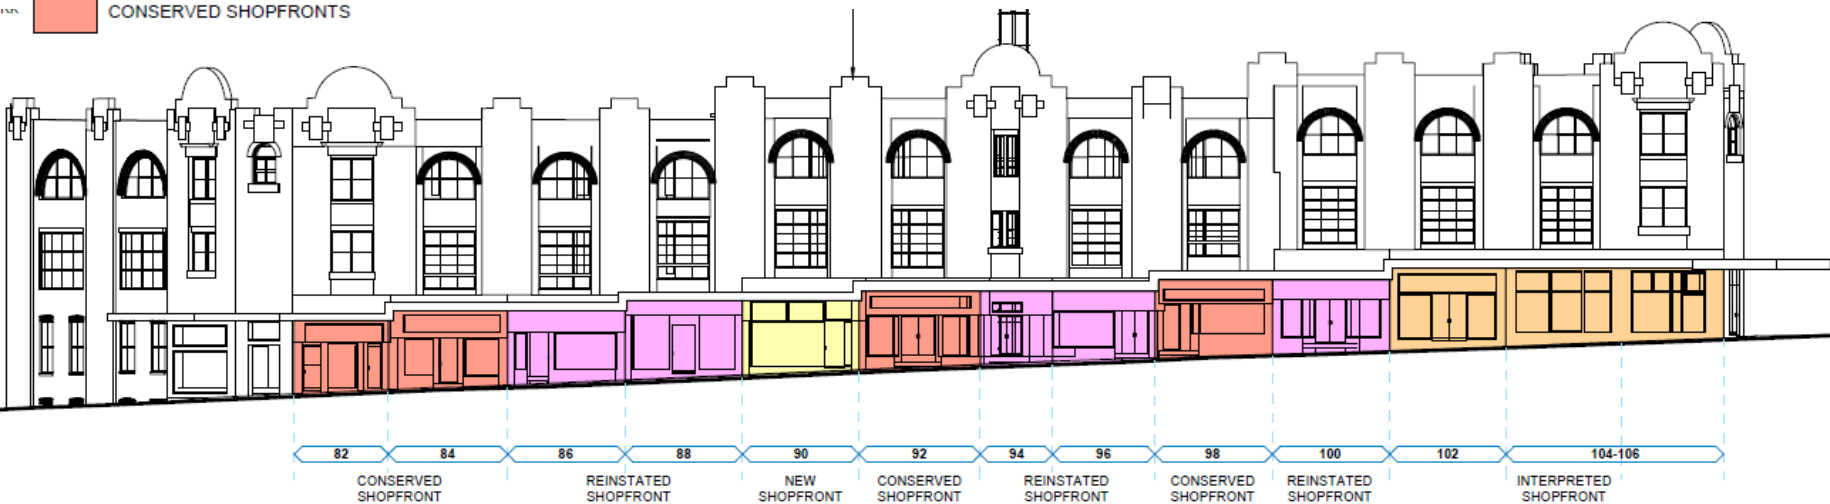 CONSERVED SHOPFRONTS
82 84 86 88 90 92 94 96 98 100 102 104-106
CONSERVED SHOPFRONT
REINSTATED SHOPFRONT
NEW SHOPFRONT
CONSERVED SHOPFRONT
REINSTATED SHOPFRONT
CONSERVED SHOPFRONT
REINSTATED SHOPFRONT
INTERPRETED SHOPFRONT